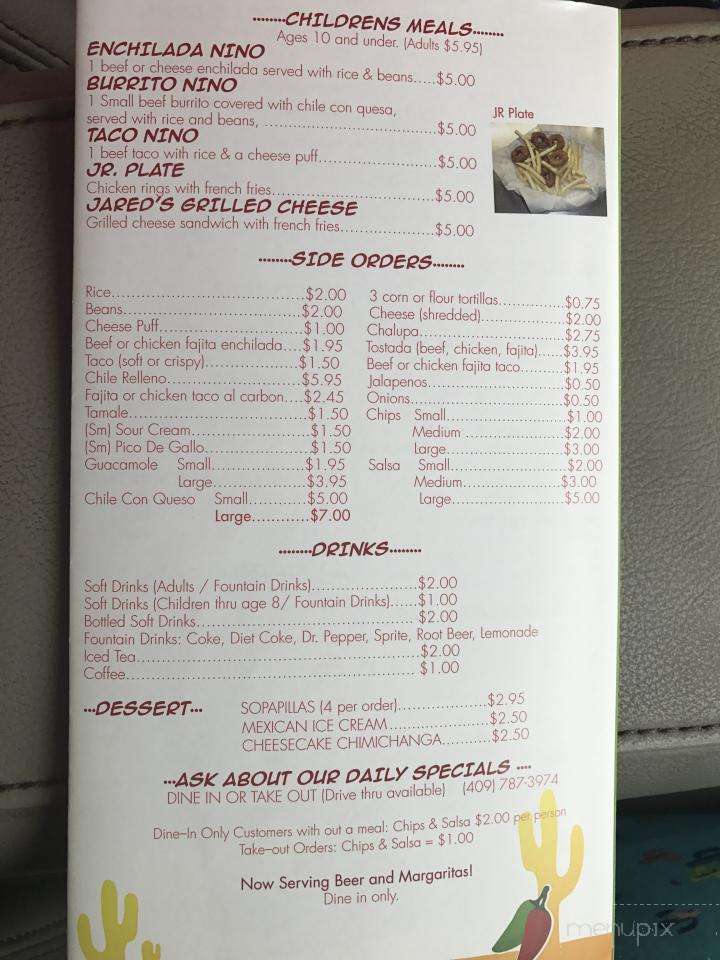 ........CHILDRENS MEALS........
Ages 10 and under. (Adults $5.95)
ENCHILADA NINO
1 beef or cheese enchilada served with rice & beans.....$5.00
BURRITO NINO
1 Small beef burrito covered with chile con quesa,
served with rice and beans, ........................................$5.00
TACO NINO
1 beef taco with rice & a cheese puff............................$5.00
JR. PLATE
Chicken rings with french fries.....................................$5.00
JARED'S GRILLED CHEESE
Grilled cheese sandwich with french fries.....................$5.00
JR Plate
........SIDE ORDERS........
Rice............................................$2.00
Beans.........................................$2.00
Cheese Puff................................$1.00
Beef or chicken fajita enchilada....$1.95
Taco (soft or crispy).....................$1.50
Chile Relleno..............................$5.95
Fajita or chicken taco al carbon....$2.45
Tamale........................................$1.50
(Sm) Sour Cream.........................$1.50
(Sm) Pico De Gallo......................$1.50
Guacamole Small.....................$1.95
Large.....................$3.95
Chile Con Queso Small.............$5.00
Large............$7.00
3 corn or flour tortillas....................$0.75
Cheese (shredded)...................$2.00
Chalupa..................................$2.75
Tostada (beef, chicken, fajita)......$3.95
Beef or chicken fajita taco..........$1.95
Jalapenos................................$0.50
Onions....................................$0.50
Chips Small...........................$1.00
Medium .......................$2.00
Large...........................$3.00
Salsa Small..........................$2.00
Medium.......................$3.00
Large..........................$5.00
........DRINKS........
Soft Drinks (Adults / Fountain Drinks)........................$2.00
Soft Drinks (Children thru age 8/ Fountain Drinks)......$1.00
Bottled Soft Drinks..................................................$2.00
Fountain Drinks: Coke, Diet Coke, Dr. Pepper, Sprite, Root Beer, Lemonade
Iced Tea................................................................$2.00
Coffee.................................................................. $1.00
...DESSERT...
SOPAPILLAS (4 per order)....................$2.95
MEXICAN ICE CREAM.......................$2.50
CHEESECAKE CHIMICHANGA...........$2.50
...ASK ABOUT OUR DAILY SPECIALS ....
DINE IN OR TAKE OUT (Drive thru available) (409) 787-3974
Dine-In Only Customers with out a meal: Chips & Salsa $2.00 per person
Take-out Orders: Chips & Salsa = $1.00
Now Serving Beer and Margaritas!
Dine in only.
menupix